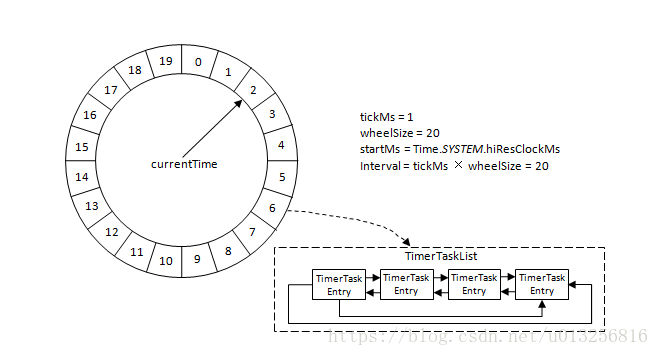 0
1
2
3
4
5
6
7
8
9
10
11
12
13
14
15
16
17
18
19
currentTime
tickMs = 1
wheelSize = 20
startMs = Time.SYSTEM.hiResClockMs
Interval = tickMs × wheelSize = 20
TimerTaskList
TimerTask
Entry
TimerTask
Entry
TimerTask
Entry
TimerTask
Entry
https://blog.csdn.net/u013256816